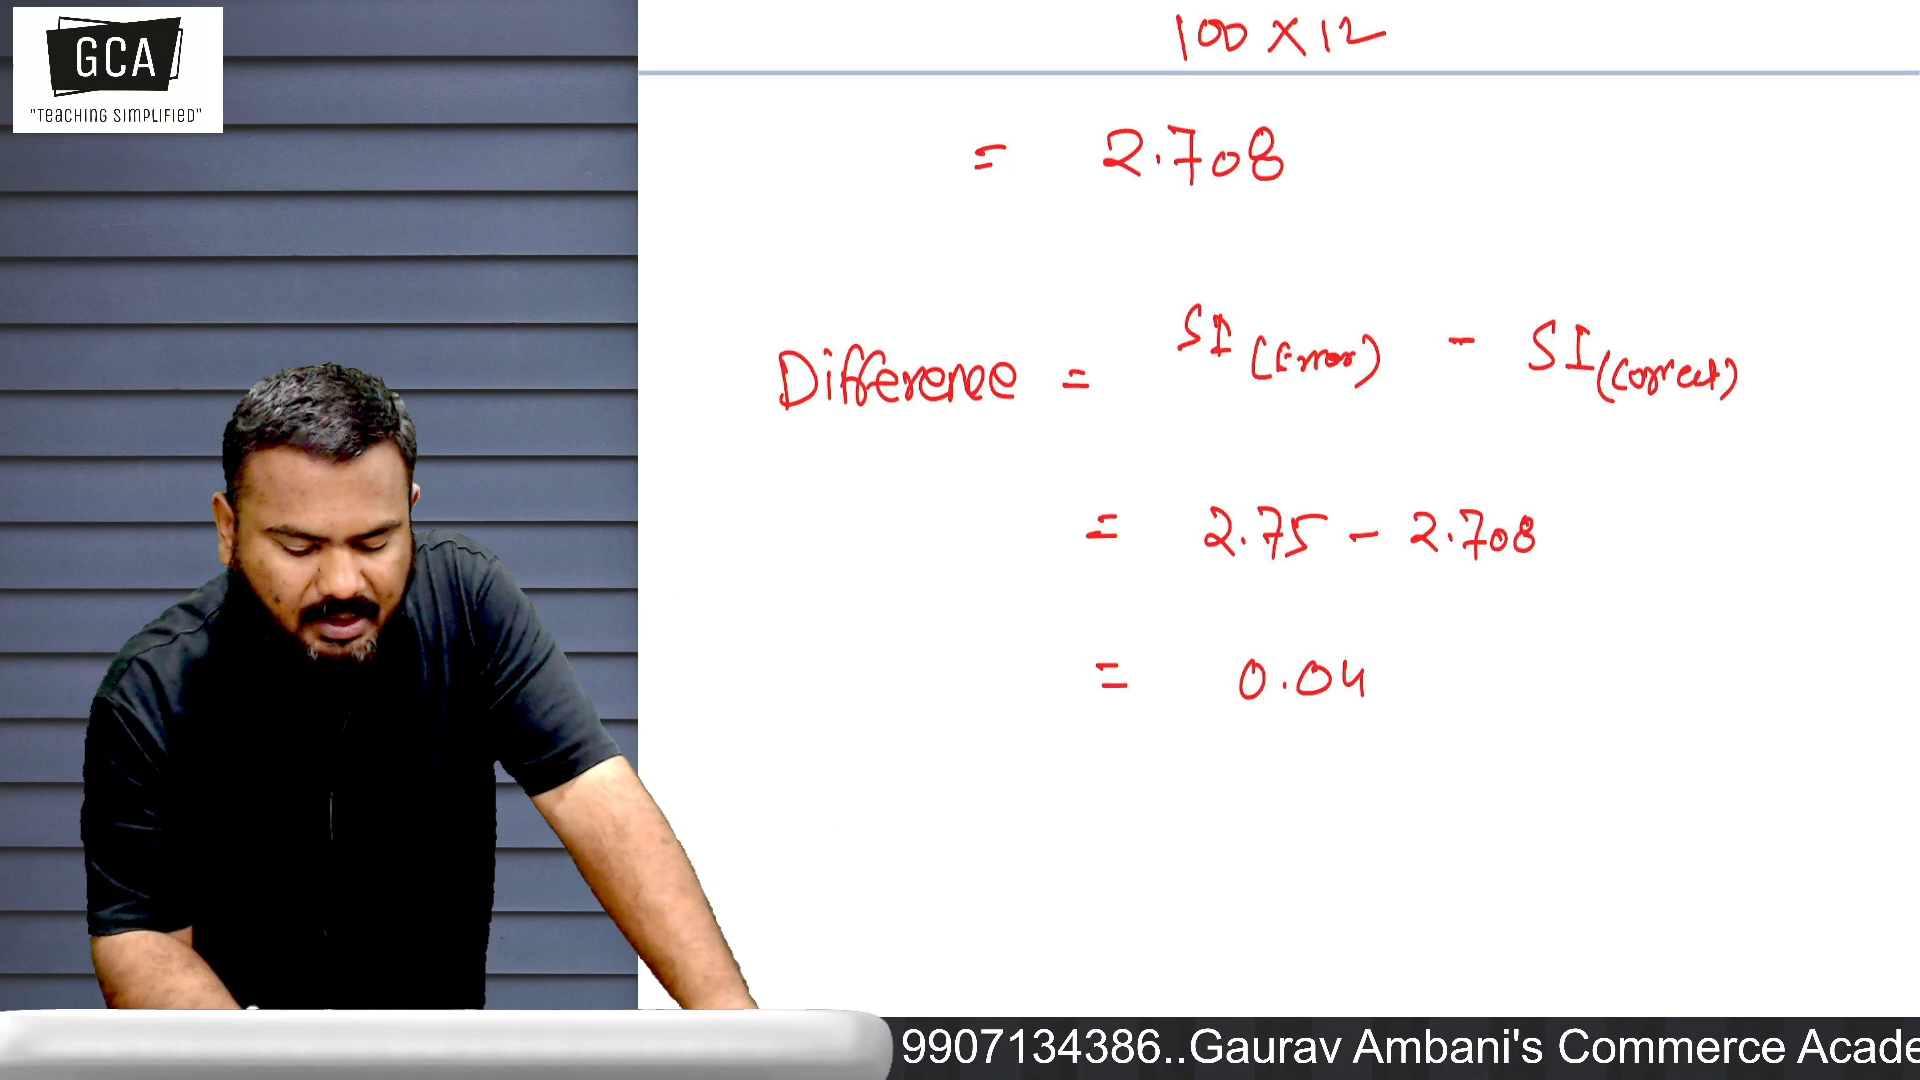 GCA
"TEACHING SIMPLIFIED"
100 × 12
= 2.708
Difference = SI (Error) - SI (Correct)
= 2.75 - 2.708
= 0.04
9907134386..Gaurav Ambani's Commerce Acade